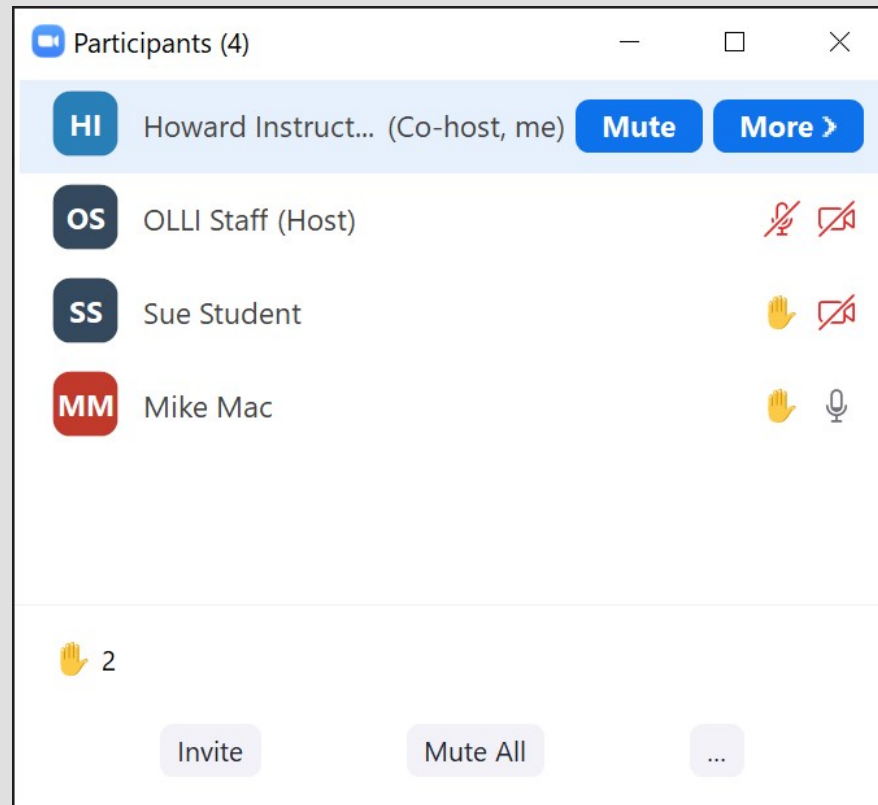 Participants (4)
HI Howard Instruct... (Co-host, me) Mute More >
OS OLLI Staff (Host)
SS Sue Student
MM Mike Mac
2
Invite Mute All ...